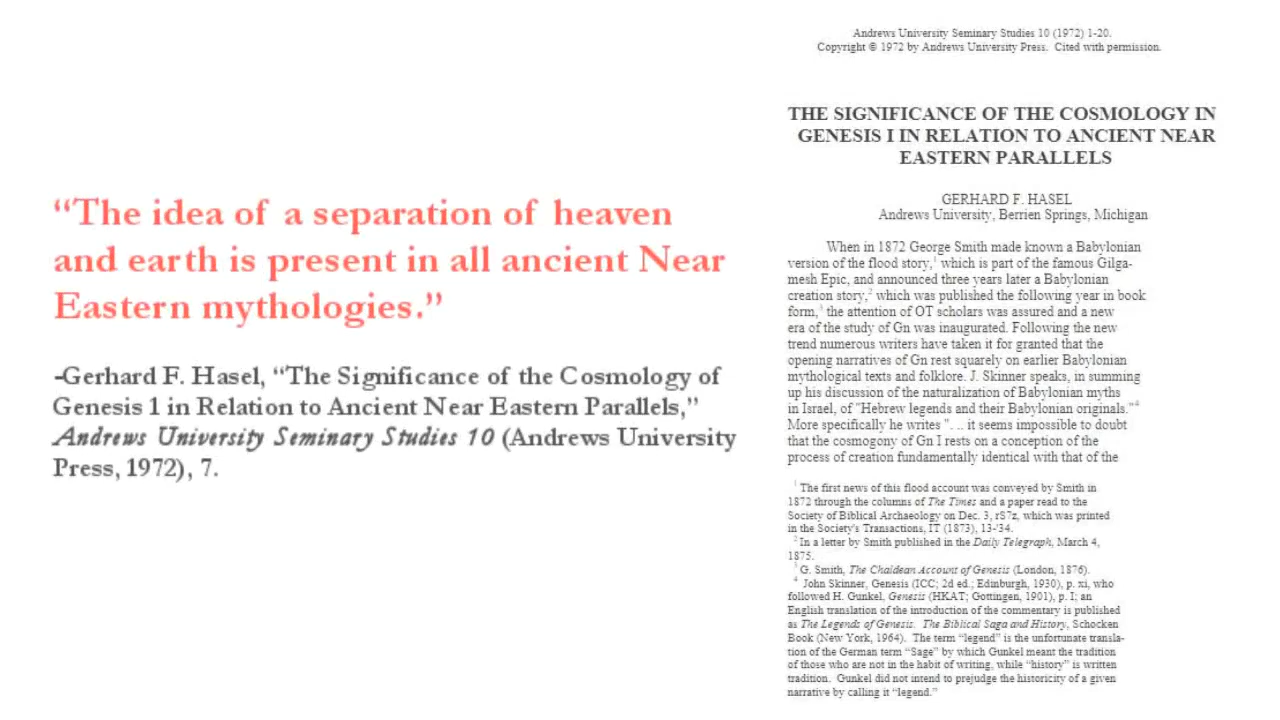 “The idea of a separation of heaven
and earth is present in all ancient Near
Eastern mythologies.”
-Gerhard F. Hasel, “The Significance of the Cosmology of
Genesis 1 in Relation to Ancient Near Eastern Parallels,”
Andrews University Seminary Studies 10 (Andrews University
Press, 1972), 7.
Andrews University Seminary Studies 10 (1972) 1-20.
Copyright © 1972 by Andrews University Press. Cited with permission.
THE SIGNIFICANCE OF THE COSMOLOGY IN
GENESIS I IN RELATION TO ANCIENT NEAR
EASTERN PARALLELS
GERHARD F. HASEL
Andrews University, Berrien Springs, Michigan
When in 1872 George Smith made known a Babylonian
version of the flood story,1 which is part of the famous Gilga-
mesh Epic, and announced three years later a Babylonian
creation story,2 which was published the following year in book
form,3 the attention of OT scholars was assured and a new
era of the study of Gn was inaugurated. Following the new
trend numerous writers have taken it for granted that the
opening narratives of Gn rest squarely on earlier Babylonian
mythological texts and folklore. J. Skinner speaks, in summing
up his discussion of the naturalization of Babylonian myths
in Israel, of "Hebrew legends and their Babylonian originals."4
More specifically he writes ". .. it seems impossible to doubt
that the cosmogony of Gn I rests on a conception of the
process of creation fundamentally identical with that of the
1 The first news of this flood account was conveyed by Smith in
1872 through the columns of The Times and a paper read to the
Society of Biblical Archaeology on Dec. 3, rS7z, which was printed
in the Society's Transactions, IT (1873), 13-'34.
2 In a letter by Smith published in the Daily Telegraph, March 4,
1875.
3 G. Smith, The Chaldean Account of Genesis (London, 1876).
4 John Skinner, Genesis (ICC; 2d ed.; Edinburgh, 1930), p. xi, who
followed H. Gunkel, Genesis (HKAT; Gottingen, 1901), p. I; an
English translation of the introduction of the commentary is published
as The Legends of Genesis. The Biblical Saga and History, Schocken
Book (New York, 1964). The term “legend” is the unfortunate transla-
tion of the German term “Sage” by which Gunkel meant the tradition
of those who are not in the habit of writing, while “history” is written
tradition. Gunkel did not intend to prejudge the historicity of a given
narrative by calling it “legend.”